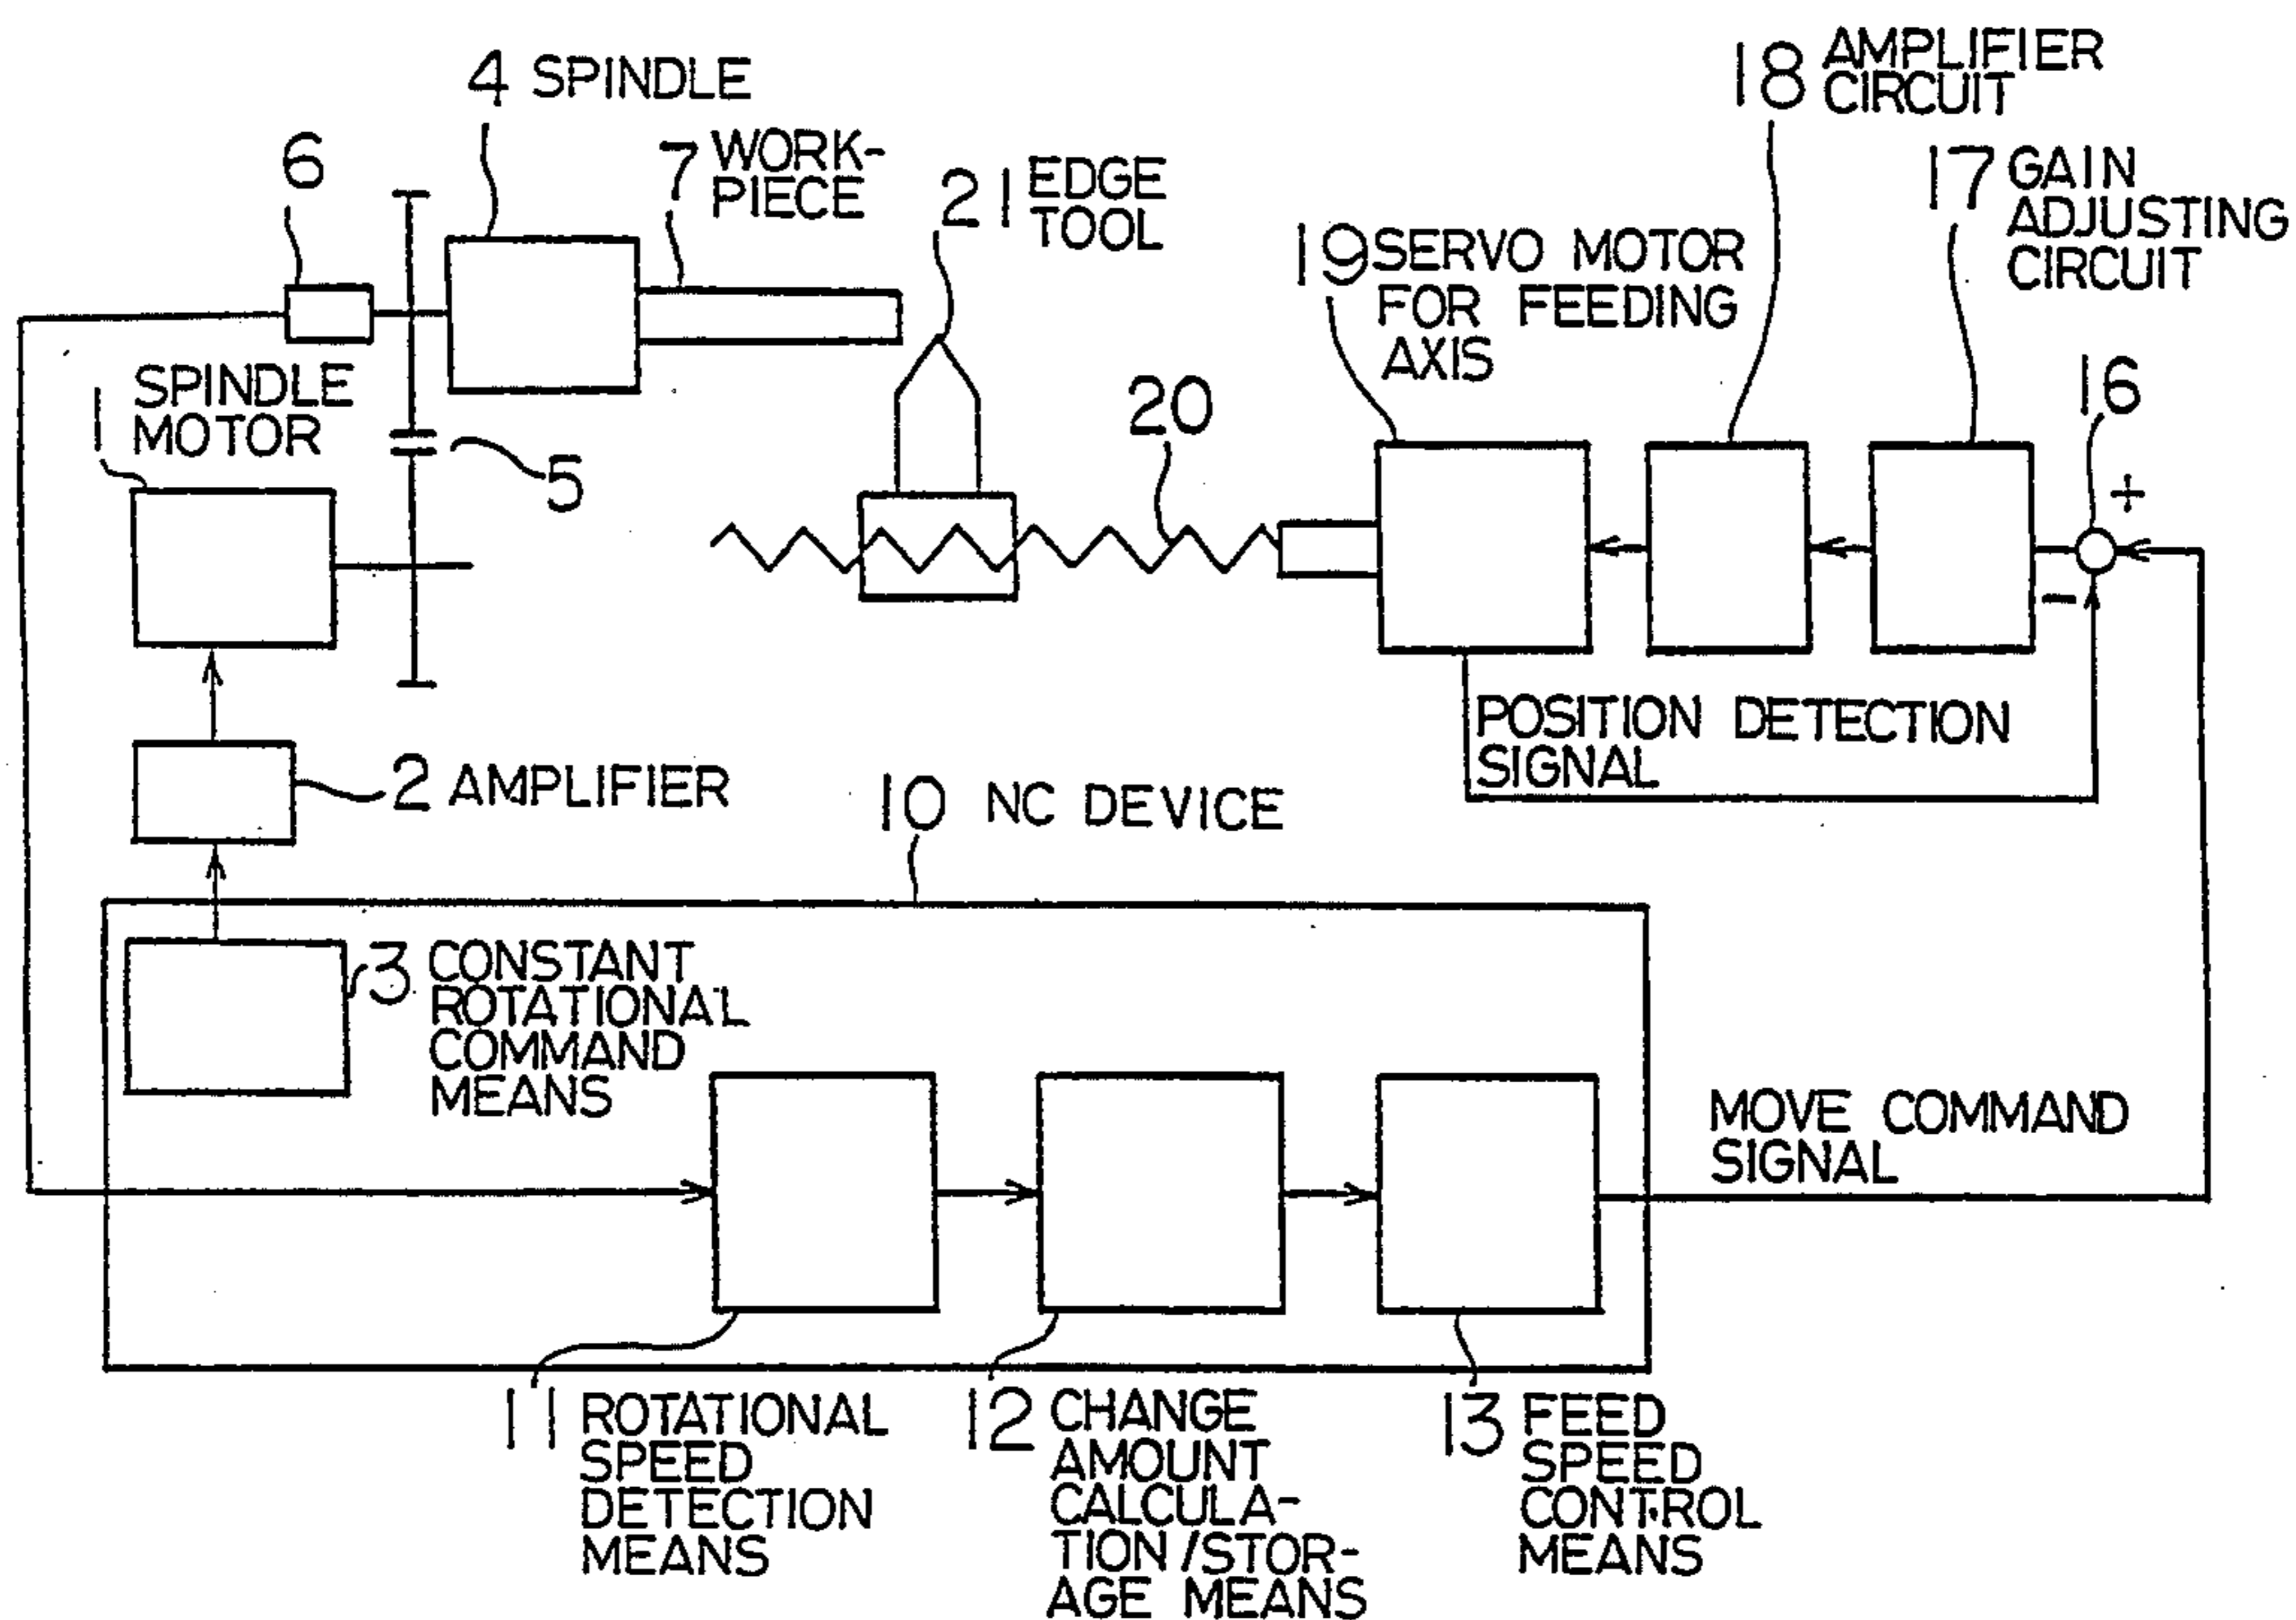 4 SPINDLE
18 AMPLIFIER
CIRCUIT
6
7 WORK-
PIECE
21 EDGE
TOOL
17 GAIN
ADJUSTING
CIRCUIT
19 SERVO MOTOR
FOR FEEDING
AXIS
1 SPINDLE
MOTOR
5
20
16
+
-
POSITION DETECTION
SIGNAL
2 AMPLIFIER
10 NC DEVICE
3 CONSTANT
ROTATIONAL
COMMAND
MEANS
MOVE COMMAND
SIGNAL
11 ROTATIONAL
SPEED
DETECTION
MEANS
12 CHANGE
AMOUNT
CALCULA-
TION/STOR-
AGE MEANS
13 FEED
SPEED
CONTROL
MEANS